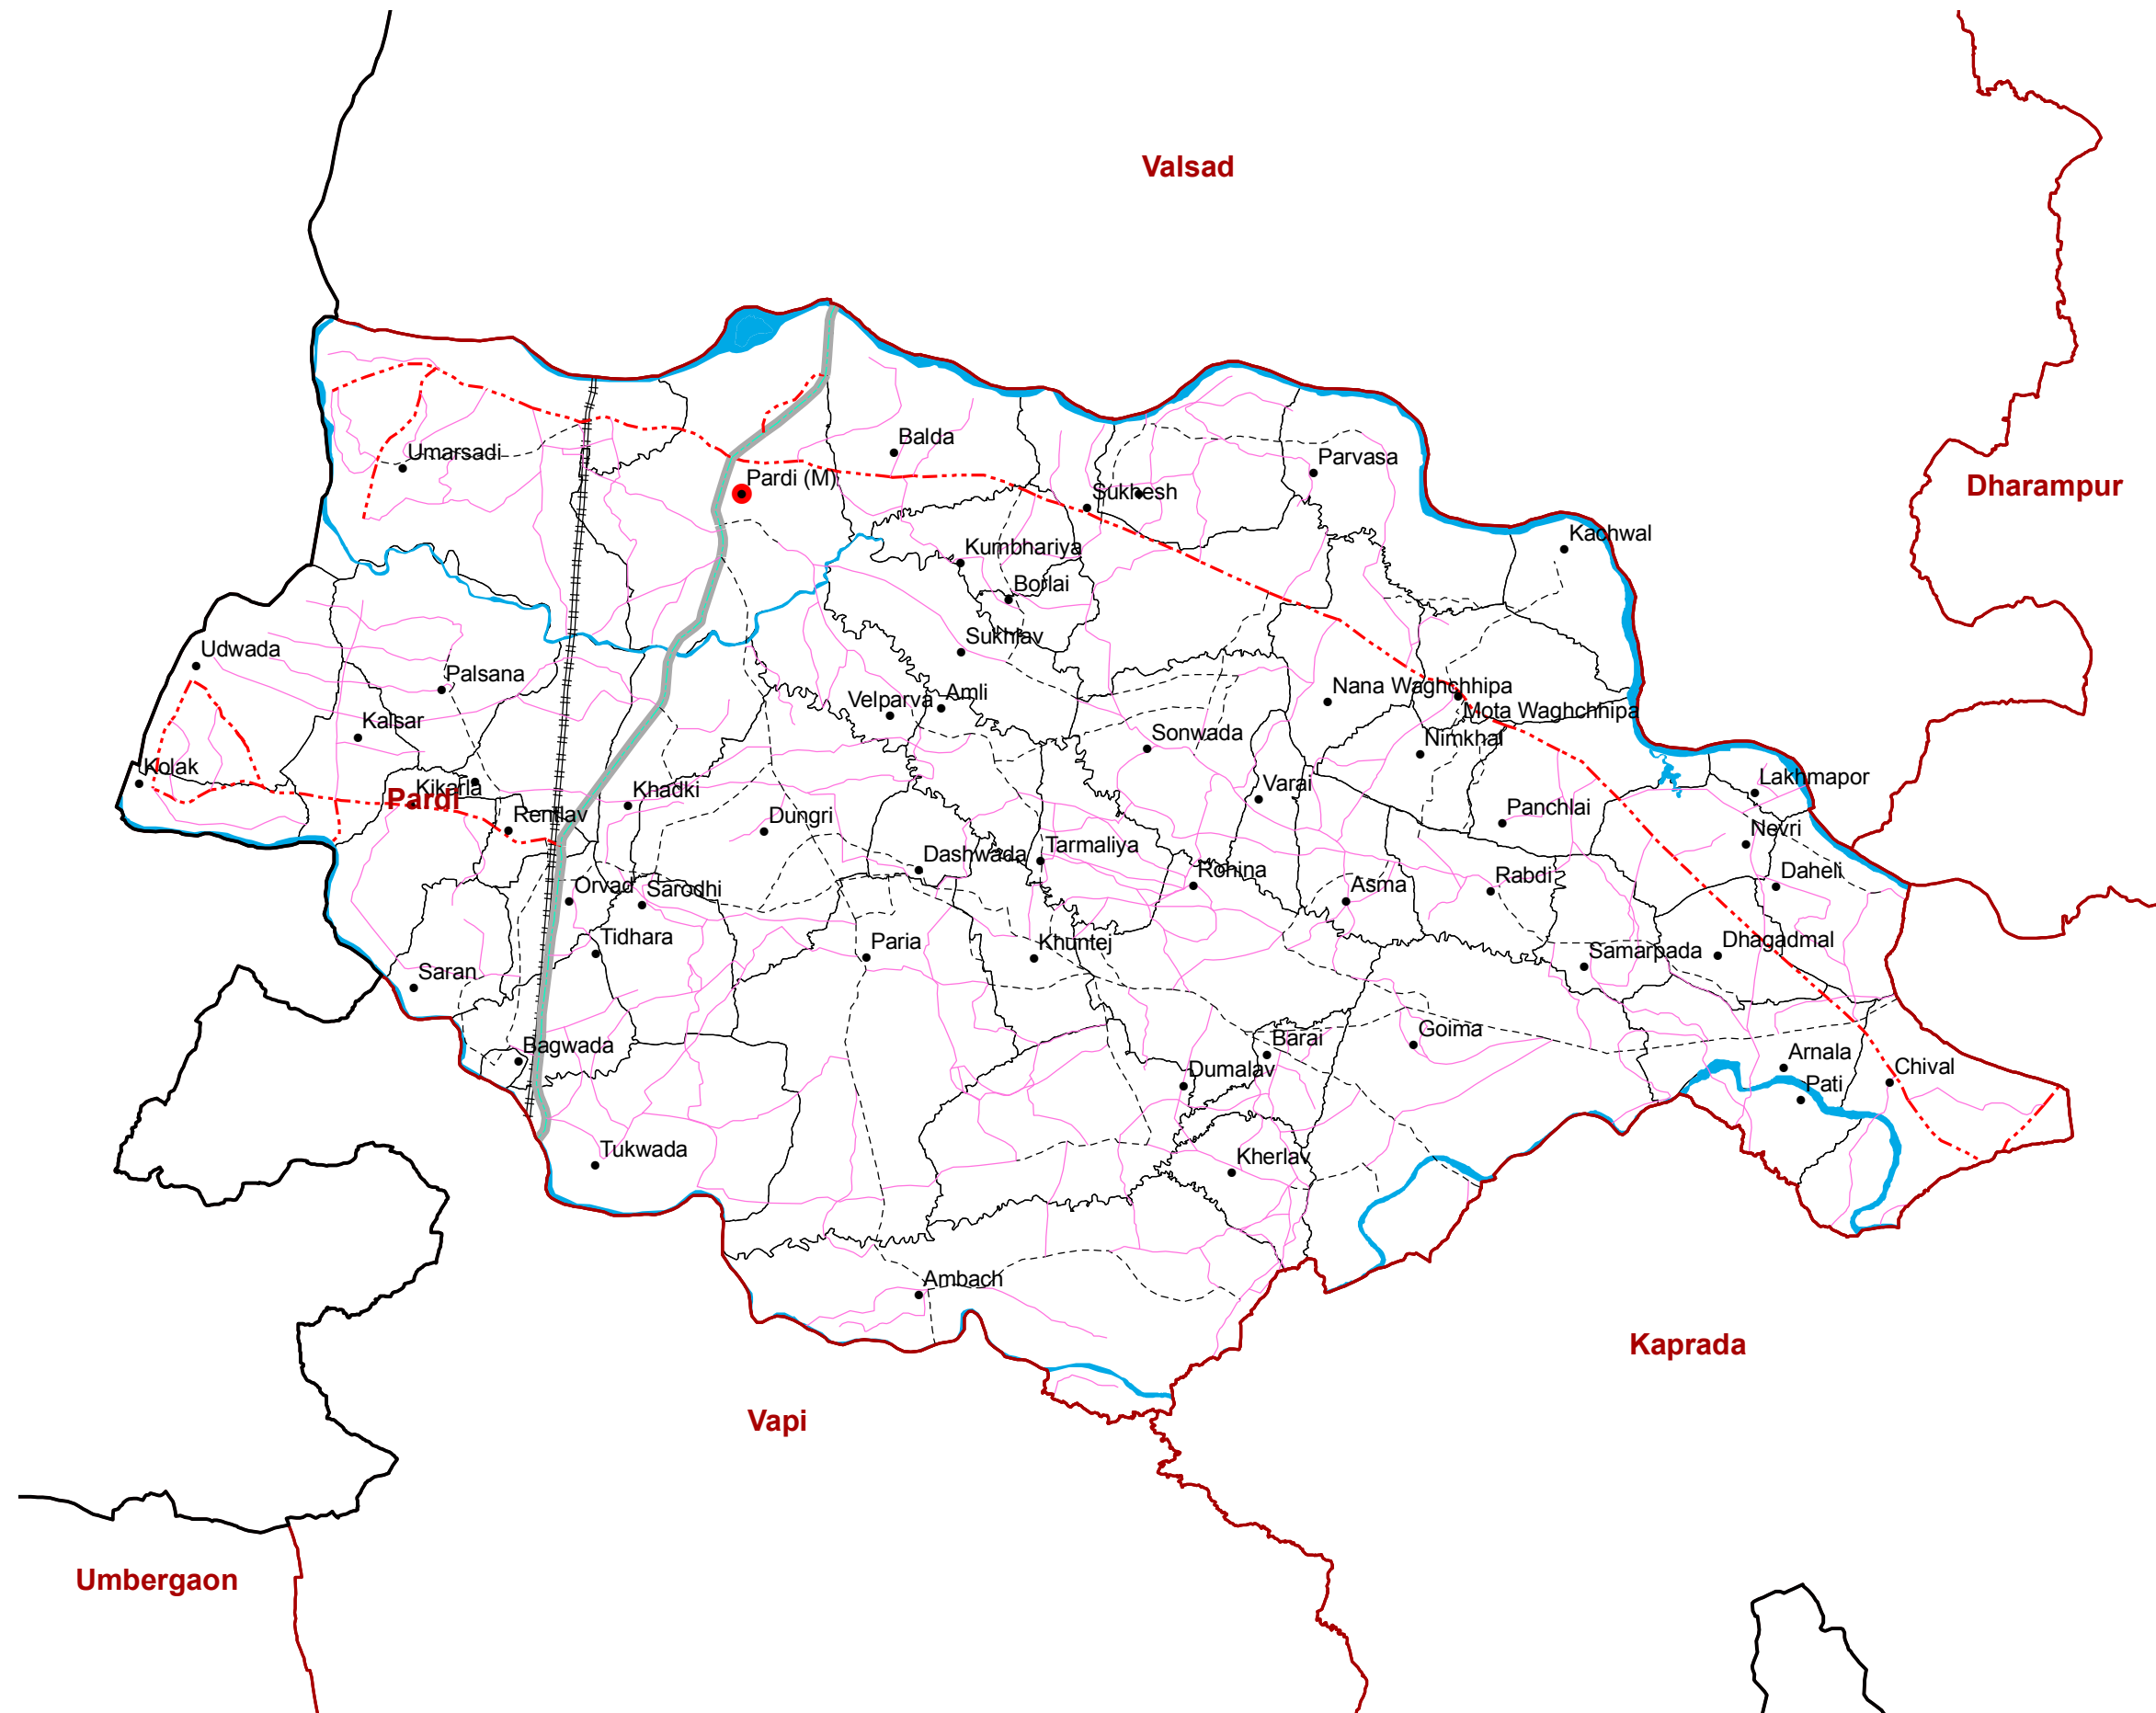 Valsad
Dharampur
Balda
Umarsadi
Parvasa
Pardi (M)
Sukhesh
Kachwal
Kumbhariya
Borlai
Sukhlav
Udwada
Palsana
Nana Waghchhipa
Velparva
Amli
Mota Waghchhipa
Kalsar
Sonwada
Nimkhal
Kolak
Lakhmapor
Kikarla
Pardi
Khadki
Varai
Panchlai
Rentlav
Dungri
Nevri
Dashwada
Tarmaliya
Rohina
Daheli
Rabdi
Asma
Orvad
Sarodhi
Tidhara
Paria
Khuntej
Dhagadmal
Samarpada
Saran
Goima
Barai
Bagwada
Arnala
Dumalav
Chival
Pati
Tukwada
Kherlav
Ambach
Kaprada
Vapi
Umbergaon